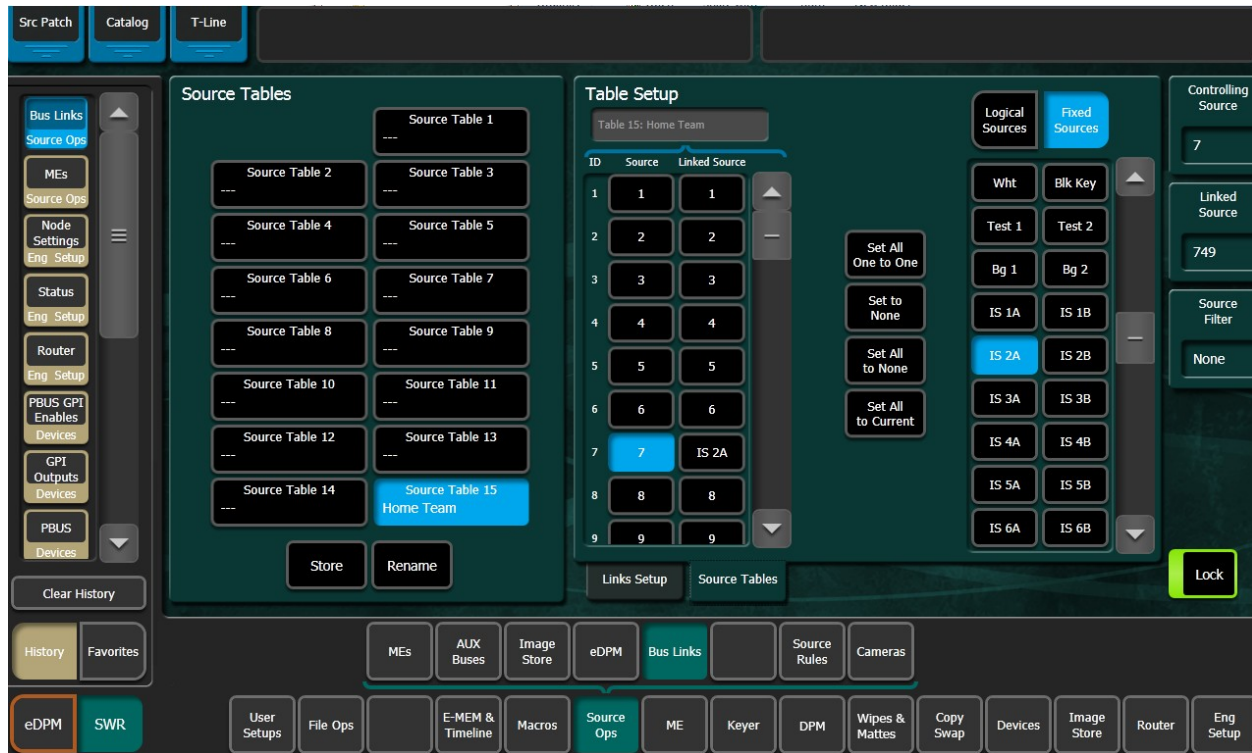 Src Patch
Catalog
T-Line
Bus Links
Source Ops
MEs
Source Ops
Node
Settings
Eng Setup
Status
Eng Setup
Router
Eng Setup
PBUS GPI
Enables
Devices
GPI
Outputs
Devices
PBUS
Devices
Clear History
History
Favorites
Source Tables
Source Table 1
---
Source Table 2
---
Source Table 3
---
Source Table 4
---
Source Table 5
---
Source Table 6
---
Source Table 7
---
Source Table 8
---
Source Table 9
---
Source Table 10
---
Source Table 11
---
Source Table 12
---
Source Table 13
---
Source Table 14
---
Source Table 15
Home Team
Store
Rename
Table Setup
Table 15: Home Team
ID Source Linked Source
1 1 1
2 2 2
3 3 3
4 4 4
5 5 5
6 6 6
7 7 IS 2A
8 8 8
9 9 9
Links Setup
Source Tables
Set All
One to One
Set to
None
Set All
to None
Set All
to Current
Logical
Sources
Fixed
Sources
Wht Blk Key
Test 1 Test 2
Bg 1 Bg 2
IS 1A IS 1B
IS 2A IS 2B
IS 3A IS 3B
IS 4A IS 4B
IS 5A IS 5B
IS 6A IS 6B
Controlling
Source
7
Linked
Source
749
Source
Filter
None
Lock
MEs
AUX
Buses
Image
Store
eDPM
Bus Links
Source
Rules
Cameras
eDPM
SWR
User
Setups
File Ops
E-MEM &
Timeline
Macros
Source
Ops
ME
Keyer
DPM
Wipes &
Mattes
Copy
Swap
Devices
Image
Store
Router
Eng
Setup